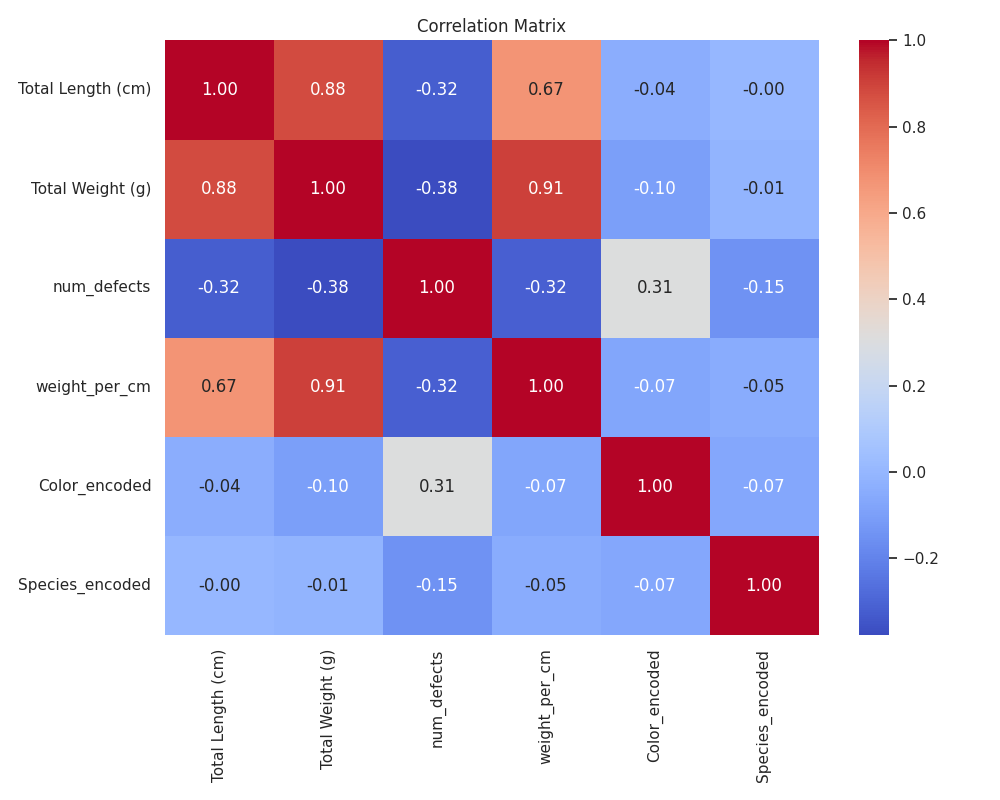 Correlation Matrix
Total Length (cm) 1.00 0.88 -0.32 0.67 -0.04 -0.00
Total Weight (g) 0.88 1.00 -0.38 0.91 -0.10 -0.01
num_defects -0.32 -0.38 1.00 -0.32 0.31 -0.15
weight_per_cm 0.67 0.91 -0.32 1.00 -0.07 -0.05
Color_encoded -0.04 -0.10 0.31 -0.07 1.00 -0.07
Species_encoded -0.00 -0.01 -0.15 -0.05 -0.07 1.00
Total Length (cm)
Total Weight (g)
num_defects
weight_per_cm
Color_encoded
Species_encoded
1.0
0.8
0.6
0.4
0.2
0.0
−0.2